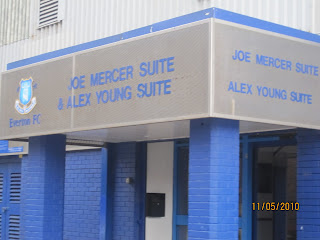 JOE MERCER SUITE
& ALEX YOUNG SUITE
Everton FC
JOE MERCER SUITE
ALEX YOUNG SUITE
11/05/2010